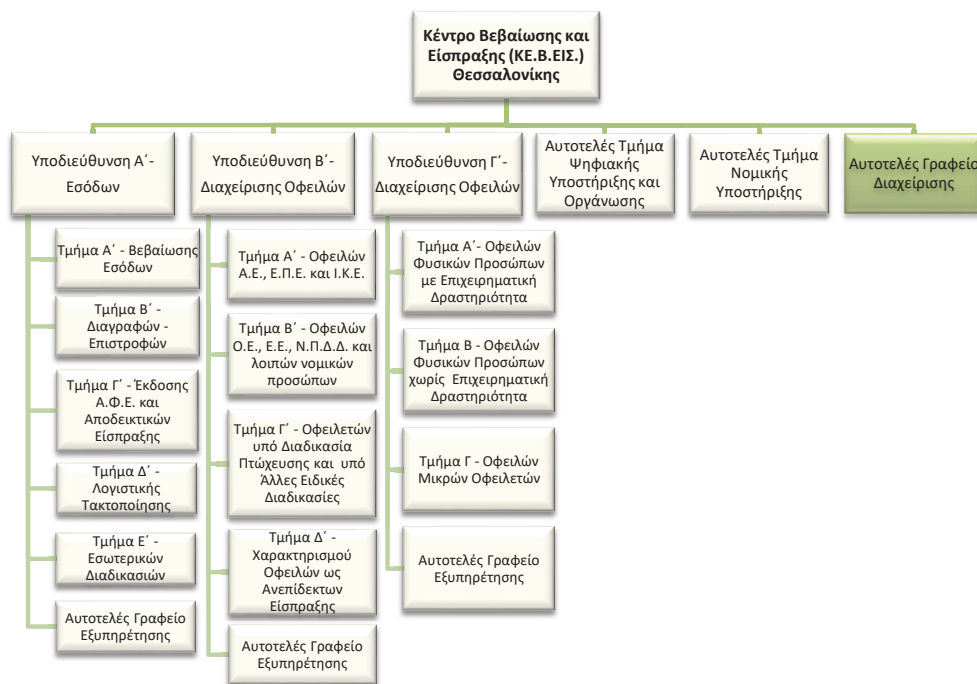 Κέντρο Βεβαίωσης και
Είσπραξης (ΚΕ.Β.ΕΙΣ.)
Θεσσαλονίκης
Υποδιεύθυνση Α΄-
Εσόδων
Υποδιεύθυνση Β΄-
Διαχείρισης Οφειλών
Υποδιεύθυνση Γ΄-
Διαχείρισης Οφειλών
Αυτοτελές Τμήμα
Ψηφιακής
Υποστήριξης και
Οργάνωσης
Αυτοτελές Τμήμα
Νομικής
Υποστήριξης
Αυτοτελές Γραφείο
Διαχείρισης
Τμήμα Α΄ - Βεβαίωσης
Εσόδων
Τμήμα Β΄ -
Διαγραφών -
Επιστροφών
Τμήμα Γ΄ - Έκδοσης
Α.Φ.Ε. και
Αποδεικτικών
Είσπραξης
Τμήμα Δ΄ -
Λογιστικής
Τακτοποίησης
Τμήμα Ε΄ -
Εσωτερικών
Διαδικασιών
Αυτοτελές Γραφείο
Εξυπηρέτησης
Τμήμα Α΄ - Οφειλών
Α.Ε., Ε.Π.Ε. και Ι.Κ.Ε.
Τμήμα Β΄ - Οφειλών
Ο.Ε., Ε.Ε., Ν.Π.Δ.Δ. και
λοιπών νομικών
προσώπων
Τμήμα Γ΄ - Οφειλετών
υπό Διαδικασία
Πτώχευσης και υπό
Άλλες Ειδικές
Διαδικασίες
Τμήμα Δ΄ -
Χαρακτηρισμού
Οφειλών ως
Ανεπίδεκτων
Είσπραξης
Αυτοτελές Γραφείο
Εξυπηρέτησης
Τμήμα Α΄- Οφειλών
Φυσικών Προσώπων
με Επιχειρηματική
Δραστηριότητα
Τμήμα Β - Οφειλών
Φυσικών Προσώπων
χωρίς Επιχειρηματική
Δραστηριότητα
Τμήμα Γ - Οφειλών
Μικρών Οφειλετών
Αυτοτελές Γραφείο
Εξυπηρέτησης